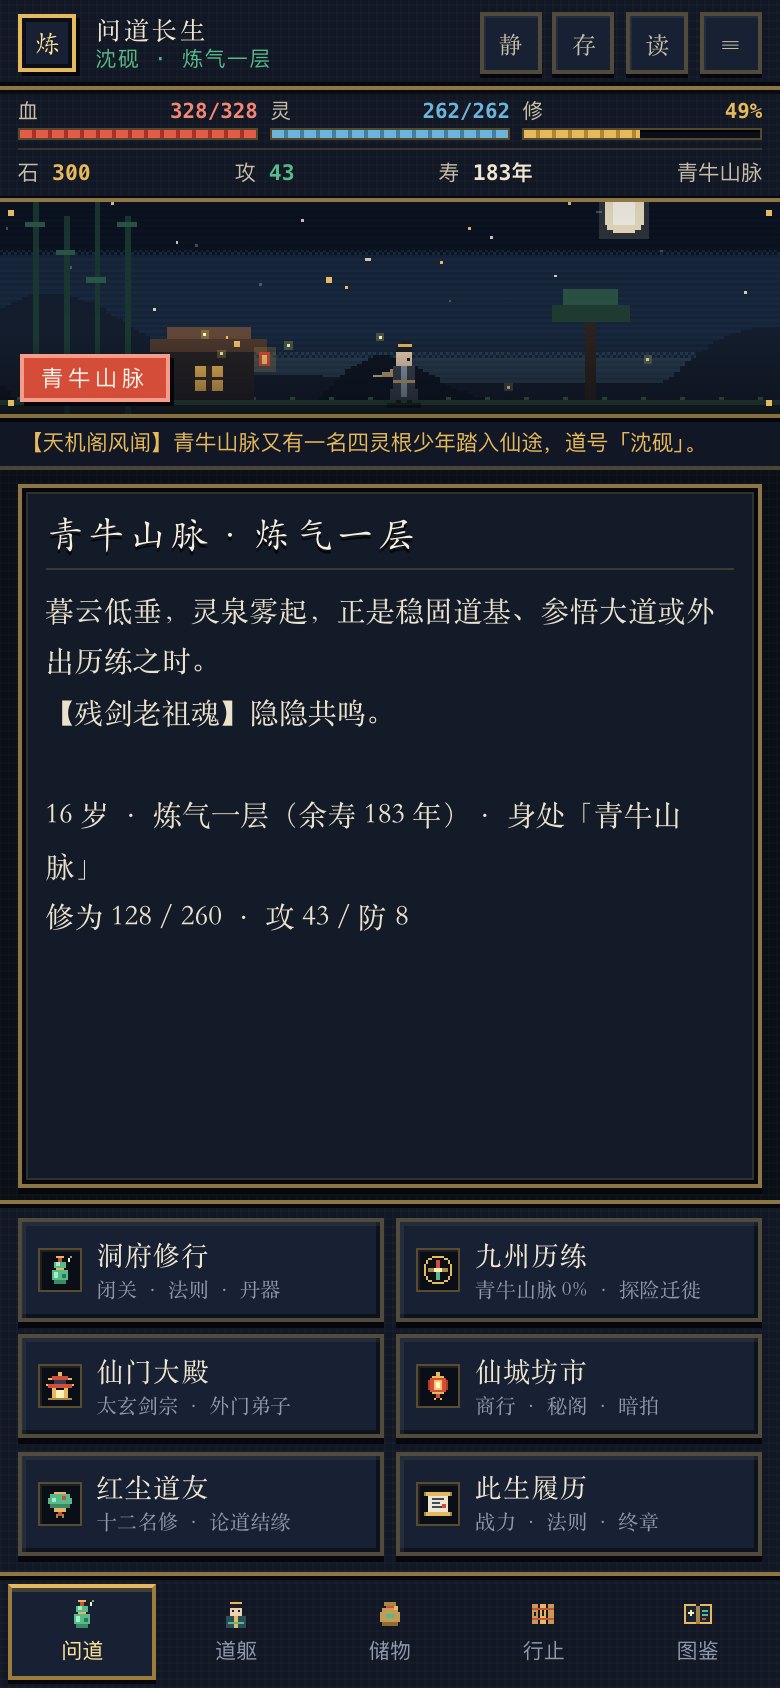 炼
问道长生
沈砚 · 炼气一层
静 存 读
血 328/328 灵 262/262 修 49%
石 300 攻 43 寿 183年 青牛山脉
青牛山脉
【天机阁风闻】青牛山脉又有一名四灵根少年踏入仙途，道号「沈砚」。
青牛山脉·炼气一层
暮云低垂，灵泉雾起，正是稳固道基、参悟大道或外
出历练之时。
【残剑老祖魂】隐隐共鸣。
16 岁 · 炼气一层（余寿 183 年） · 身处「青牛山
脉」
修为 128 / 260 · 攻 43 / 防 8
洞府修行
闭关 · 法则 · 丹器
九州历练
青牛山脉 0% · 探险迁徙
仙门大殿
太玄剑宗 · 外门弟子
仙城坊市
商行 · 秘阁 · 暗拍
红尘道友
十二名修 · 论道结缘
此生履历
战力 · 法则 · 终章
问道 道躯 储物 行止 图鉴